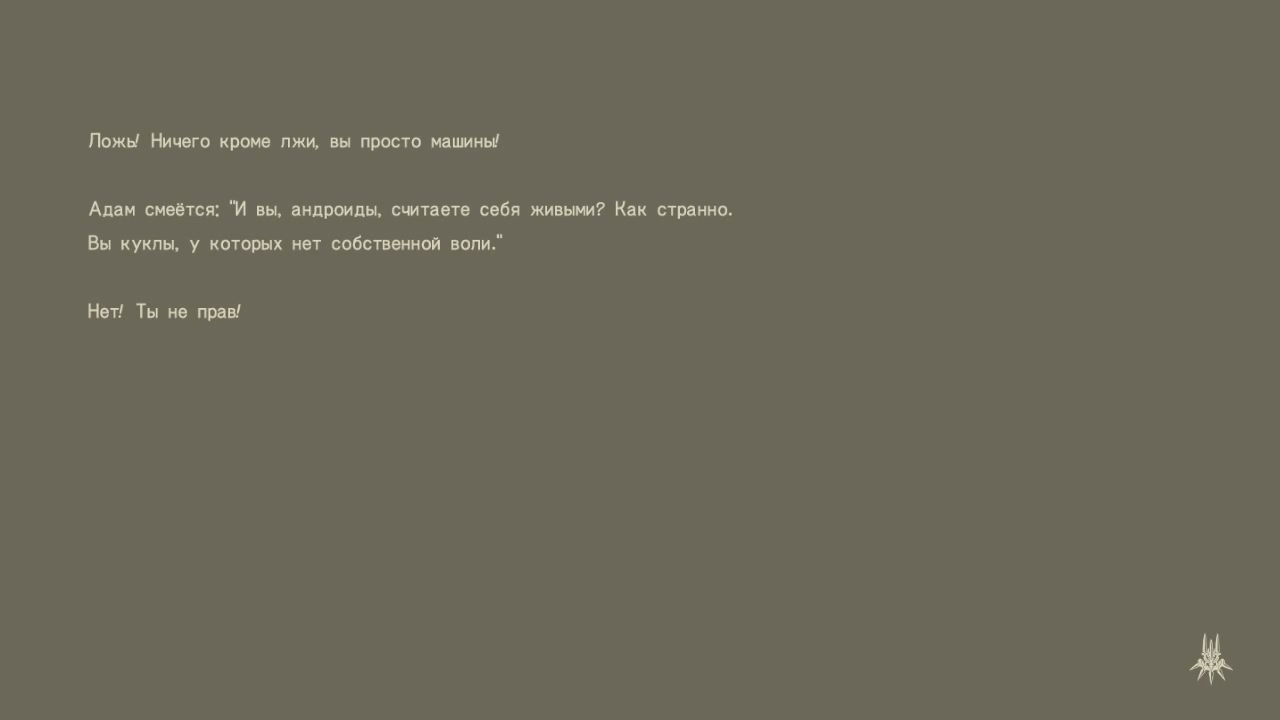 Ложь! Ничего кроме лжи, вы просто машины!
Адам смеётся: "И вы, андроиды, считаете себя живыми? Как странно.
Вы куклы, у которых нет собственной воли."
Нет! Ты не прав!